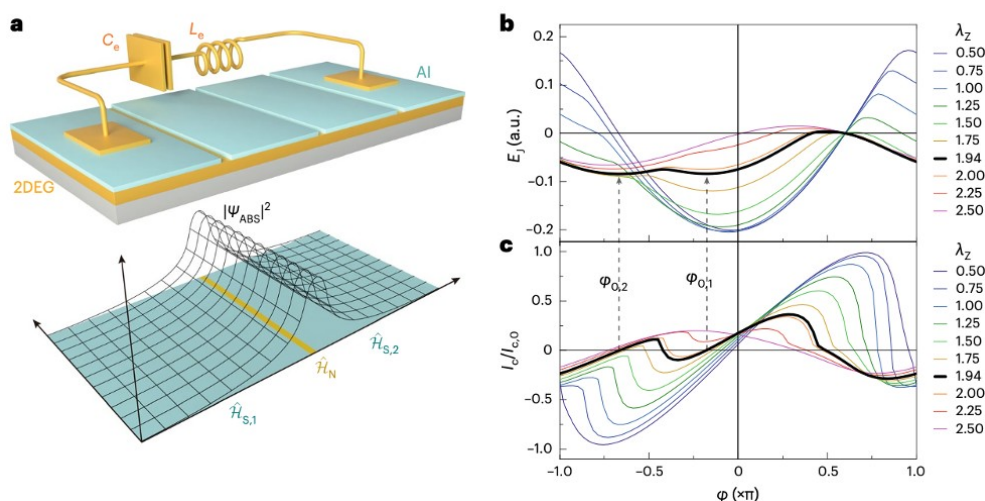 a
C_e
L_e
Al
2DEG
|Ψ_ABS|²
Ĥ_S,2
Ĥ_N
Ĥ_S,1
b
E_J (a.u.)
0.2
0.1
0
−0.1
−0.2
λ_Z
0.50
0.75
1.00
1.25
1.50
1.75
1.94
2.00
2.25
2.50
c
I_c/I_c,0
1.0
0.5
0
−0.5
−1.0
φ_0,2
φ_0,1
λ_Z
0.50
0.75
1.00
1.25
1.50
1.75
1.94
2.00
2.25
2.50
−1.0 −0.5 0 0.5 1.0
φ (×π)